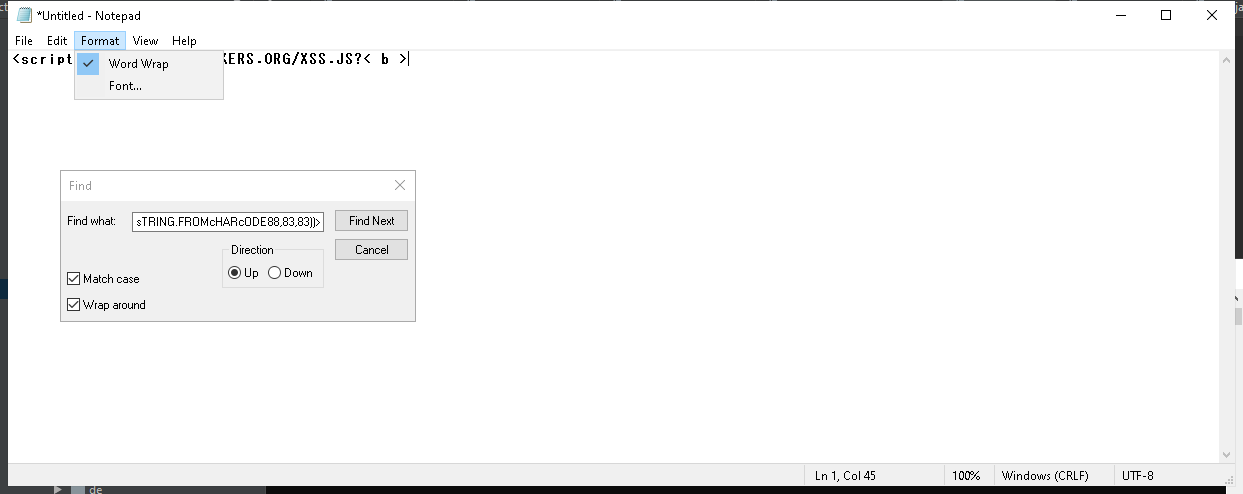 *Untitled - Notepad
File Edit Format View Help
<script KERS.ORG/XSS.JS?< b >
Word Wrap
Font...
Find
Find what: sTRING.FROMcHARcODE88,83,83))> Find Next
Direction Cancel
Up Down
Match case
Wrap around
Ln 1, Col 45 100% Windows (CRLF) UTF-8
de